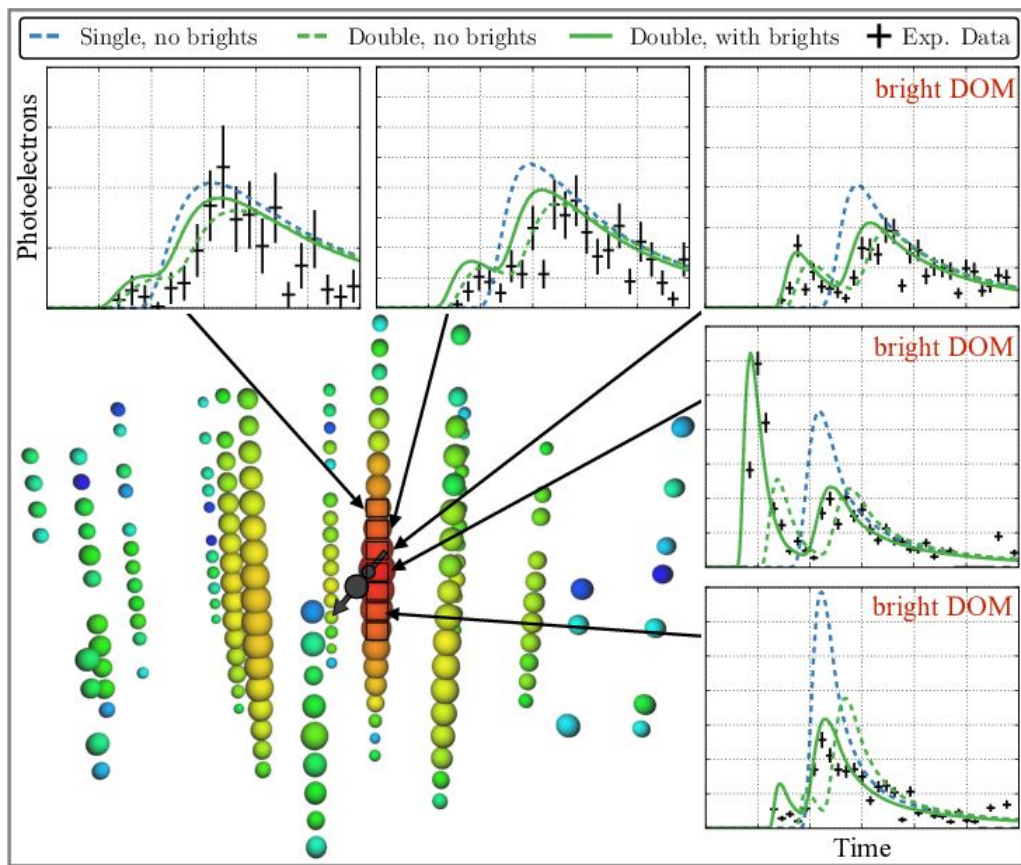 Single, no brights
Double, no brights
Double, with brights
Exp. Data
Photoelectrons
bright DOM
bright DOM
bright DOM
Time